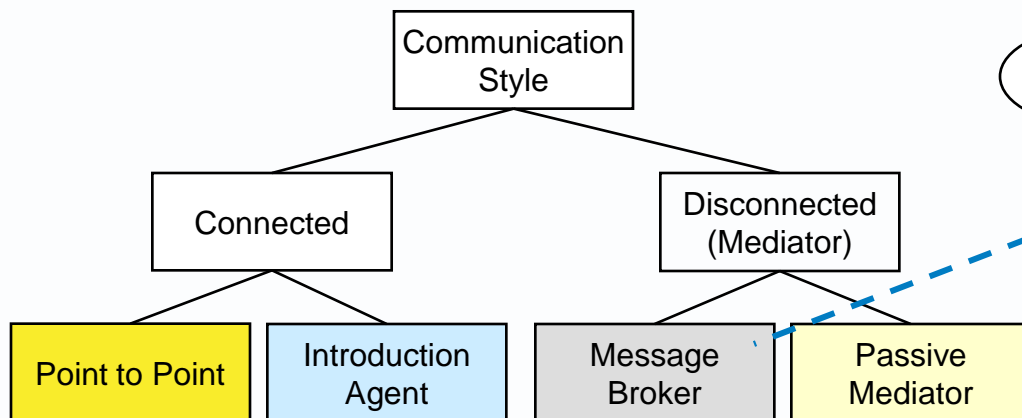 Communication
Style
Connected
Disconnected
(Mediator)
Point to Point
Introduction
Agent
Message
Broker
Passive
Mediator